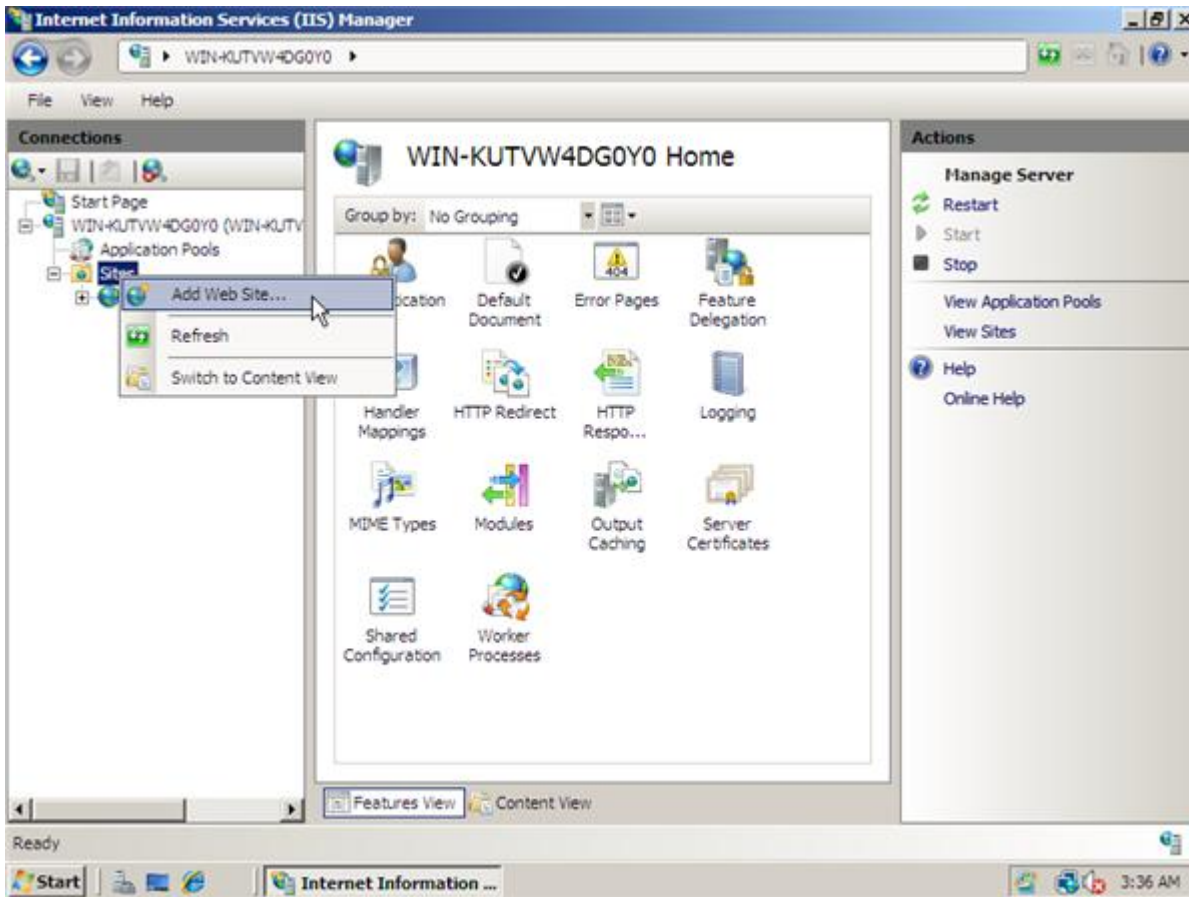 Internet Information Services (IIS) Manager
WIN-KUTVW4DG0Y0
File View Help
Connections
Start Page
WIN-KUTVW4DG0Y0 (WIN-KUTV
Application Pools
Sites
Add Web Site...
Refresh
Switch to Content View
WIN-KUTVW4DG0Y0 Home
Group by: No Grouping
cation
Default
Document
Error Pages
404
Feature
Delegation
Handler
Mappings
HTTP Redirect
HTTP
Respo...
Logging
MIME Types
Modules
Output
Caching
Server
Certificates
Shared
Configuration
Worker
Processes
Features View
Content View
Actions
Manage Server
Restart
Start
Stop
View Application Pools
View Sites
Help
Online Help
Ready
Start
Internet Information ...
3:36 AM